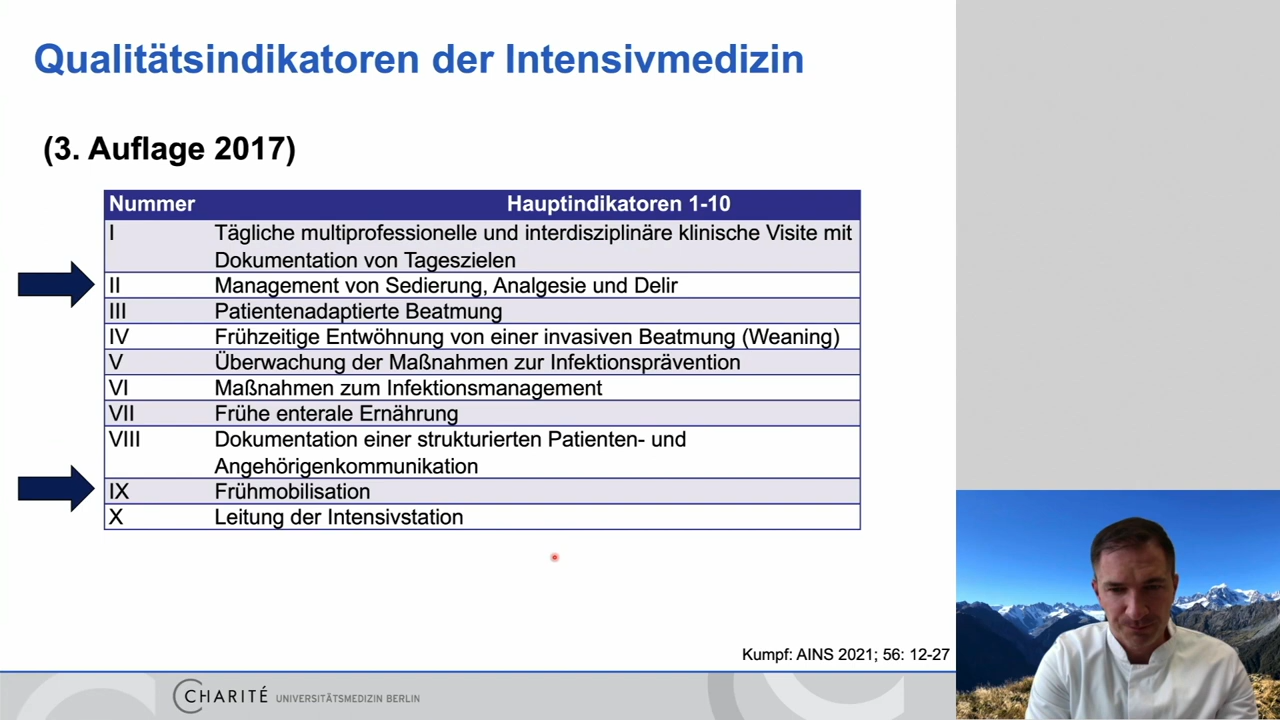 Qualitätsindikatoren der Intensivmedizin
(3. Auflage 2017)
Nummer Hauptindikatoren 1-10
I Tägliche multiprofessionelle und interdisziplinäre klinische Visite mit
Dokumentation von Tageszielen
II Management von Sedierung, Analgesie und Delir
III Patientenadaptierte Beatmung
IV Frühzeitige Entwöhnung von einer invasiven Beatmung (Weaning)
V Überwachung der Maßnahmen zur Infektionsprävention
VI Maßnahmen zum Infektionsmanagement
VII Frühe enterale Ernährung
VIII Dokumentation einer strukturierten Patienten- und
Angehörigenkommunikation
IX Frühmobilisation
X Leitung der Intensivstation
Kumpf: AINS 2021; 56: 12-27
CHARITÉ UNIVERSITÄTSMEDIZIN BERLIN